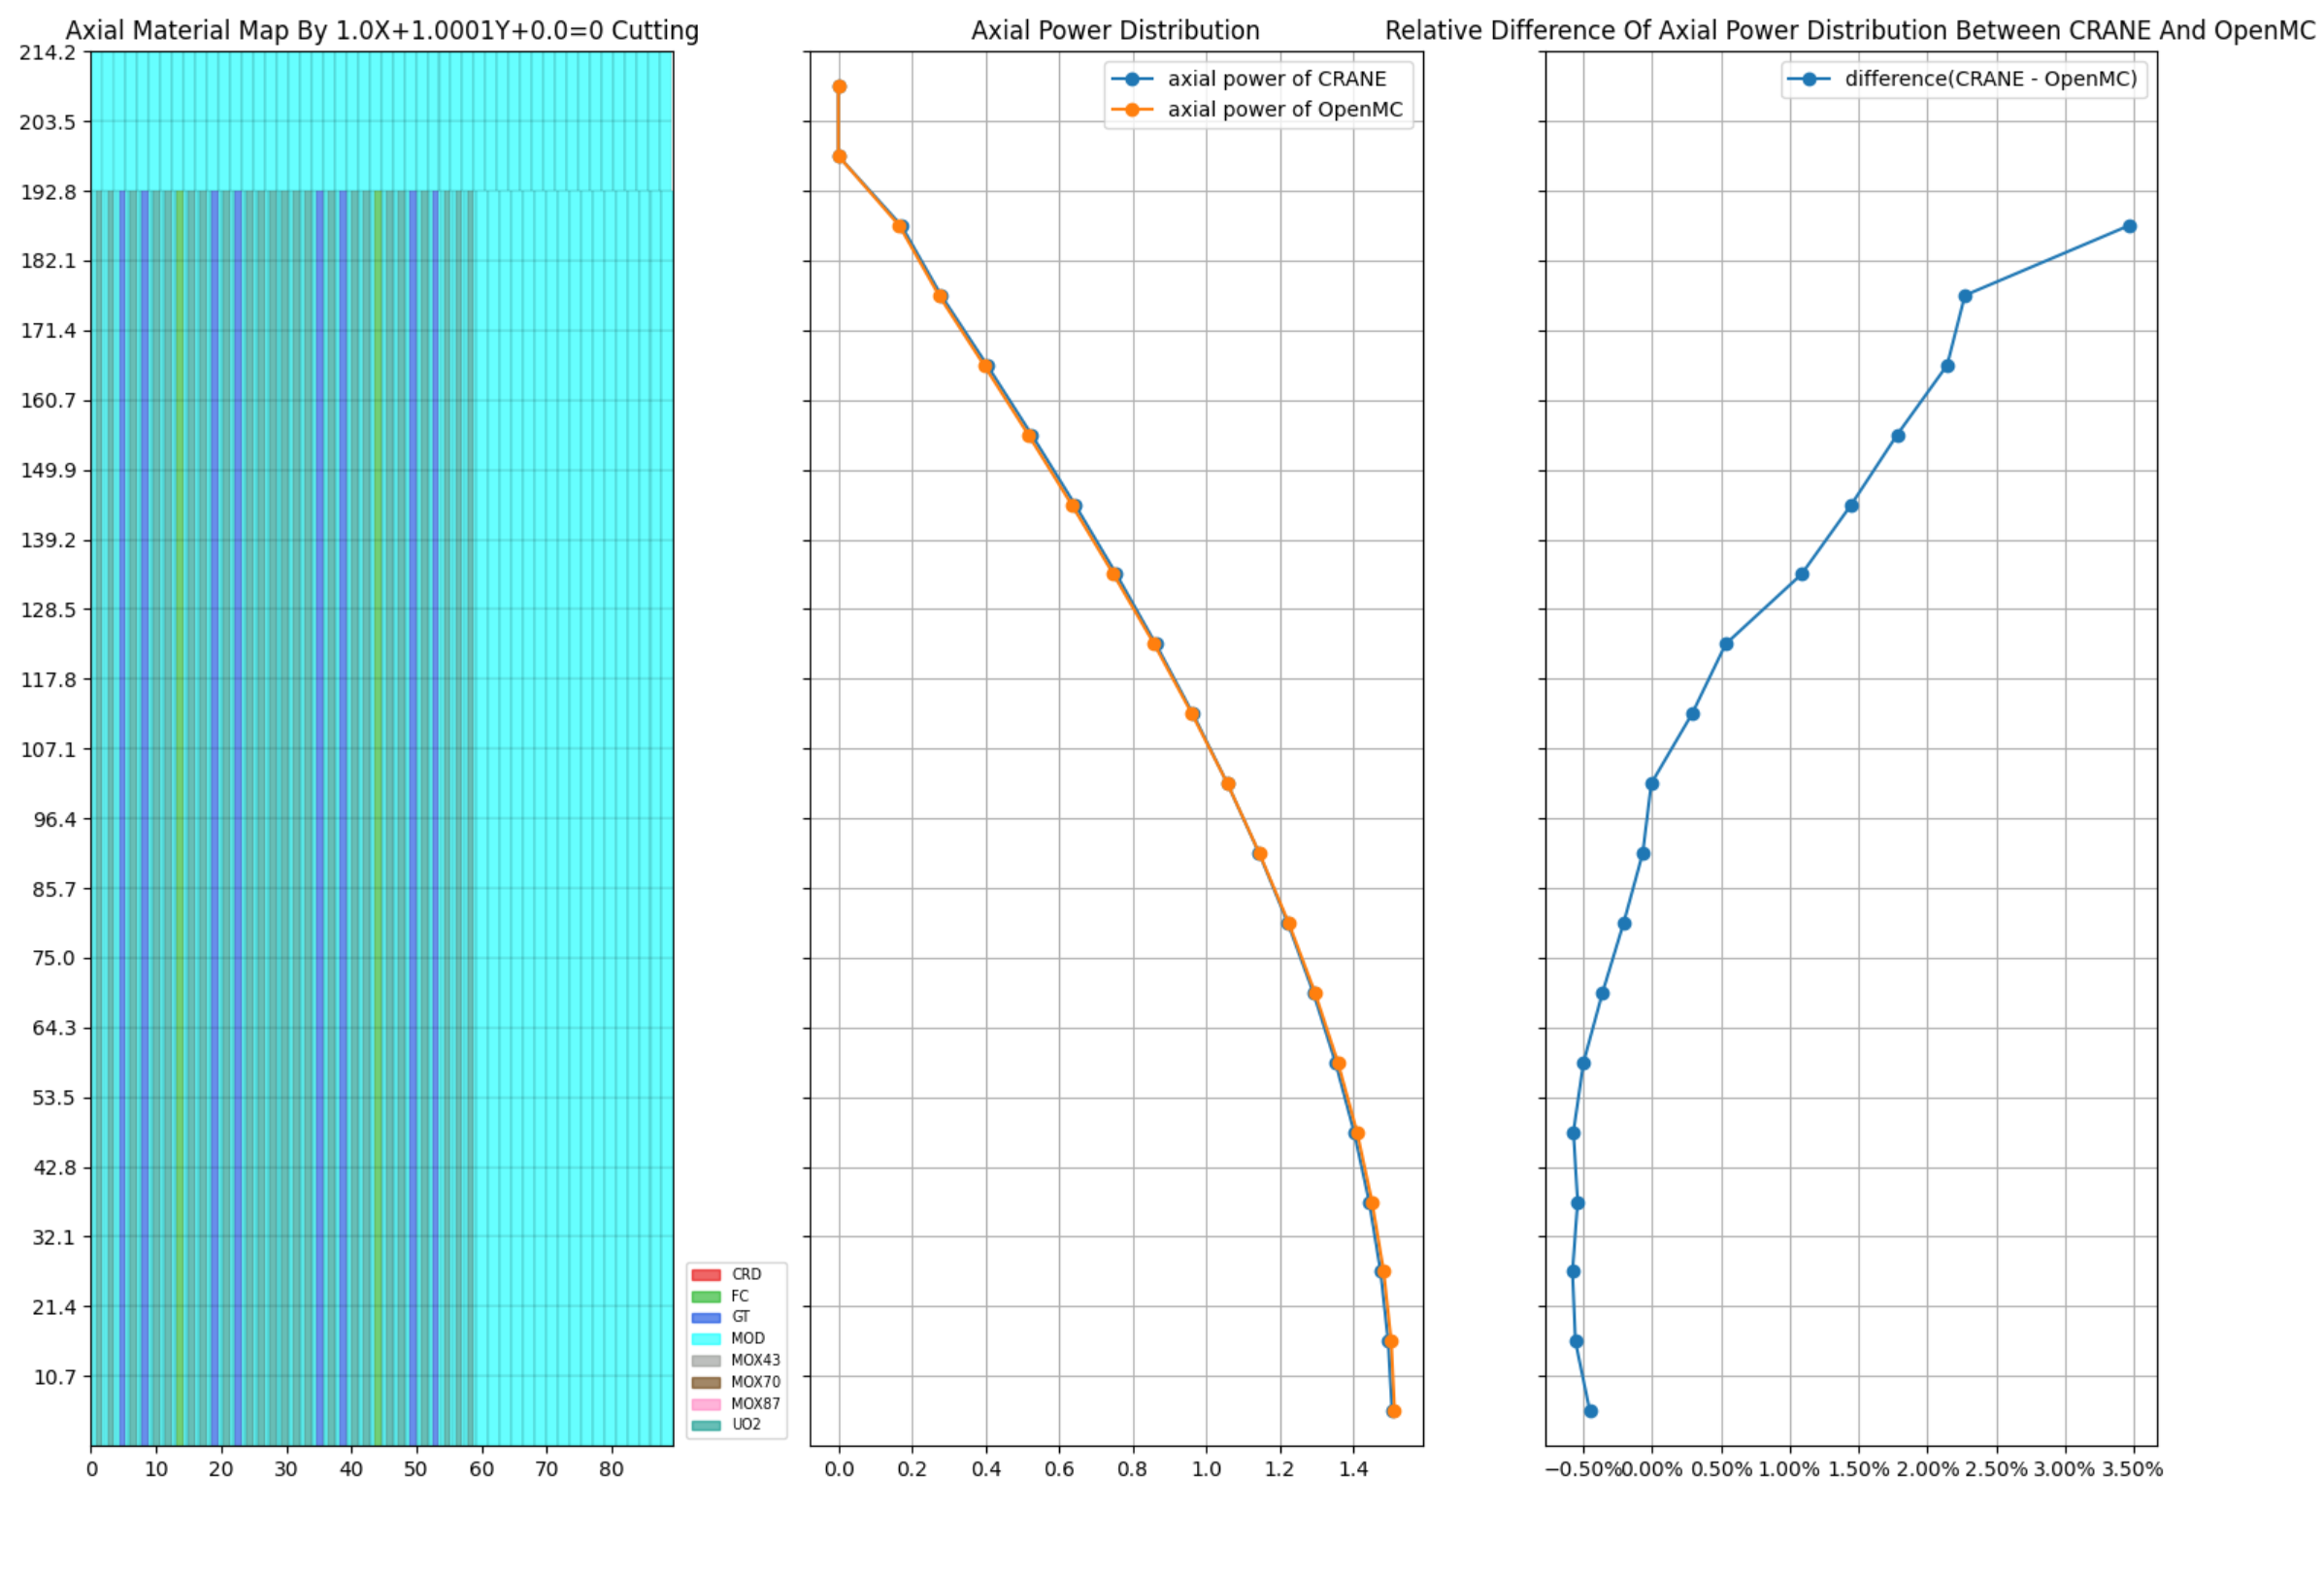 Axial Material Map By 1.0X+1.0001Y+0.0=0 Cutting
214.2
203.5
192.8
182.1
171.4
160.7
149.9
139.2
128.5
117.8
107.1
96.4
85.7
75.0
64.3
53.5
42.8
32.1
21.4
10.7
0 10 20 30 40 50 60 70 80
CRD
FC
GT
MOD
MOX43
MOX70
MOX87
UO2
Axial Power Distribution
axial power of CRANE
axial power of OpenMC
0.0 0.2 0.4 0.6 0.8 1.0 1.2 1.4
Relative Difference Of Axial Power Distribution Between CRANE And OpenMC
difference(CRANE - OpenMC)
−0.50% 0.00% 0.50% 1.00% 1.50% 2.00% 2.50% 3.00% 3.50%